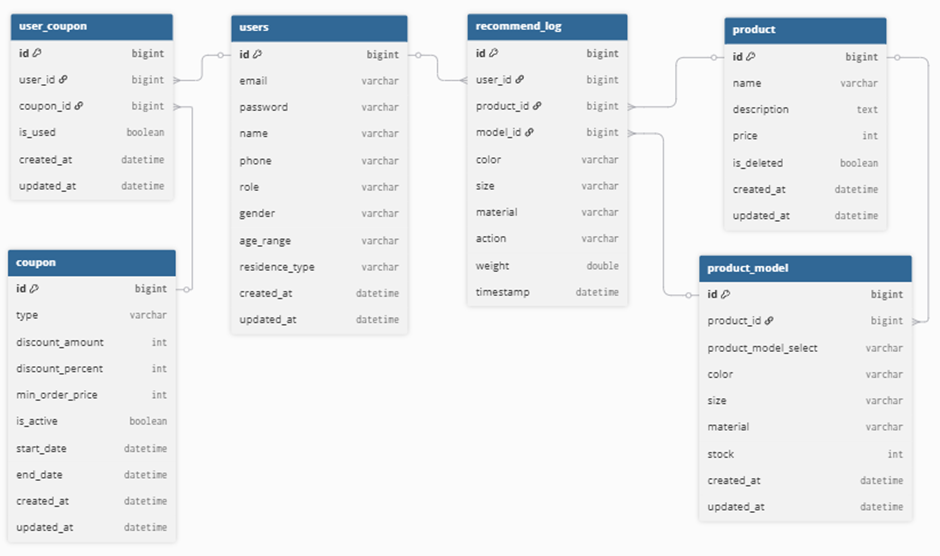 user_coupon
id bigint
user_id bigint
coupon_id bigint
is_used boolean
created_at datetime
updated_at datetime
users
id bigint
email varchar
password varchar
name varchar
phone varchar
role varchar
gender varchar
age_range varchar
residence_type varchar
created_at datetime
updated_at datetime
recommend_log
id bigint
user_id bigint
product_id bigint
model_id bigint
color varchar
size varchar
material varchar
action varchar
weight double
timestamp datetime
product
id bigint
name varchar
description text
price int
is_deleted boolean
created_at datetime
updated_at datetime
coupon
id bigint
type varchar
discount_amount int
discount_percent int
min_order_price int
is_active boolean
start_date datetime
end_date datetime
created_at datetime
updated_at datetime
product_model
id bigint
product_id bigint
product_model_select varchar
color varchar
size varchar
material varchar
stock int
created_at datetime
updated_at datetime